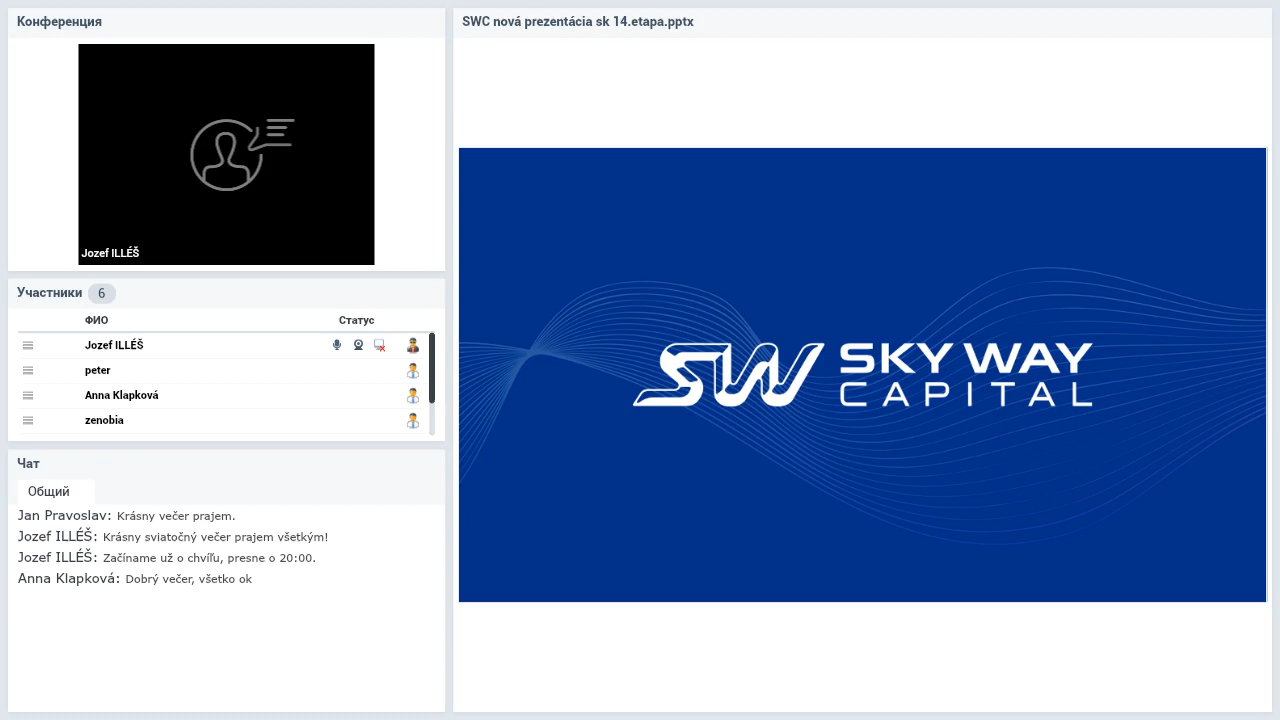 Конференция
Jozef ILLÉŠ
Участники 6
ФИО Статус
Jozef ILLÉŠ
peter
Anna Klapková
zenobia
Чат
Общий
Jan Pravoslav: Krásny večer prajem.
Jozef ILLÉŠ: Krásny sviatočný večer prajem všetkým!
Jozef ILLÉŠ: Začíname už o chvíľu, presne o 20:00.
Anna Klapková: Dobrý večer, všetko ok
SWC nová prezentácia sk 14.etapa.pptx
SW SKY WAY
CAPITAL